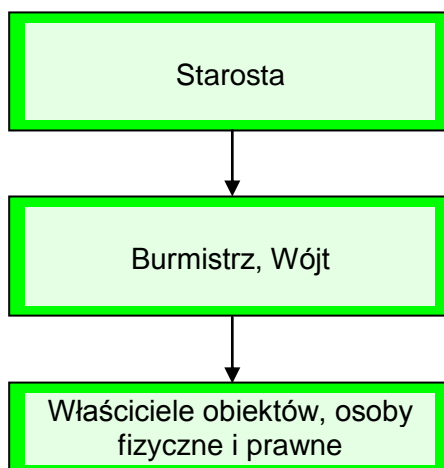 Starosta
Burmistrz, Wójt
Właściciele obiektów, osoby
fizyczne i prawne